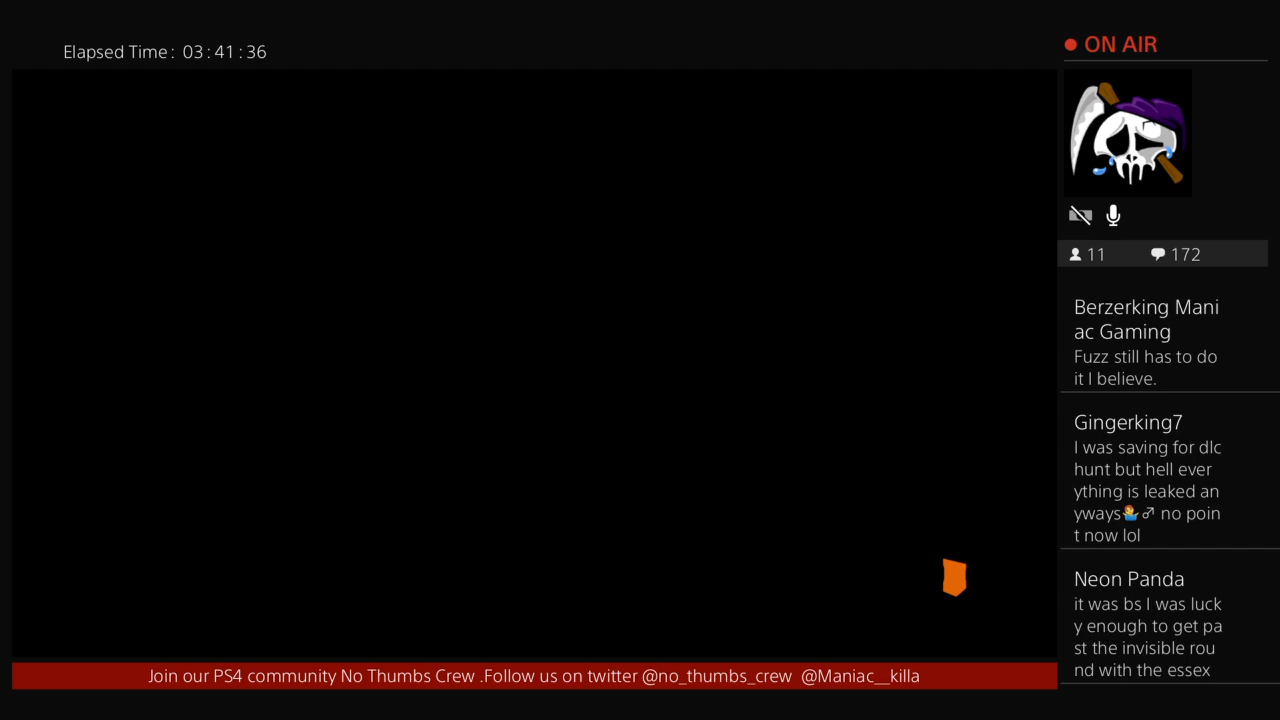 Elapsed Time: 03:41:36
ON AIR
11 172
Berzerking Mani
ac Gaming
Fuzz still has to do
it I believe.
Gingerking7
I was saving for dlc
hunt but hell ever
ything is leaked an
yways🤷♂ no poin
t now lol
Neon Panda
it was bs I was luck
y enough to get pa
st the invisible rou
nd with the essex
Join our PS4 community No Thumbs Crew .Follow us on twitter @no_thumbs_crew @Maniac__killa